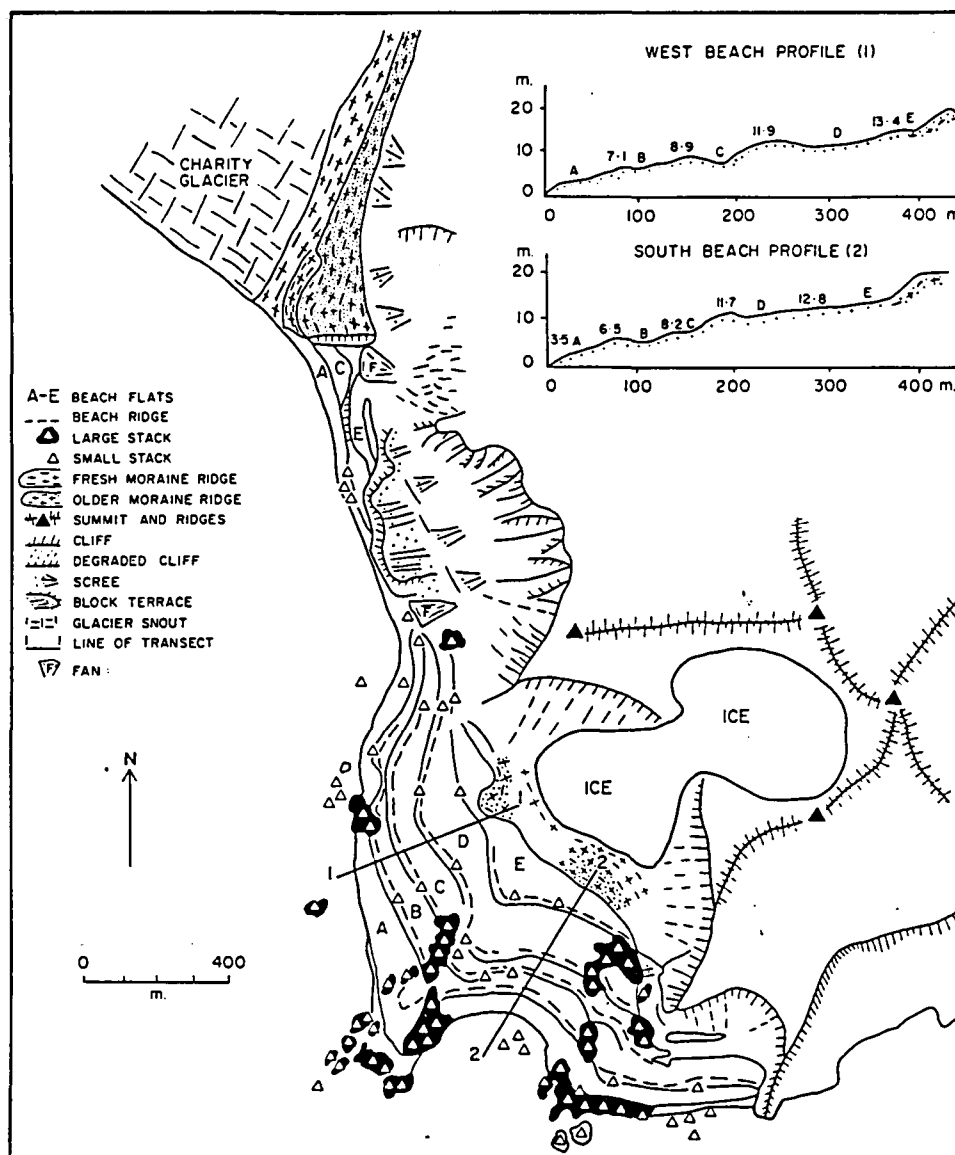 WEST BEACH PROFILE (1)
m.
20
10
0
A
7·1
B
8·9
C
11·9
D
13·4
E
0
100
200
300
400 m.
SOUTH BEACH PROFILE (2)
20
10
0
3·5
A
6·5
B
8·2
C
11·7
D
12·8
E
0
100
200
300
400 m.
CHARITY
GLACIER
A
C
F
E
A-E BEACH FLATS
BEACH RIDGE
LARGE STACK
SMALL STACK
FRESH MORAINE RIDGE
OLDER MORAINE RIDGE
SUMMIT AND RIDGES
CLIFF
DEGRADED CLIFF
SCREE
BLOCK TERRACE
GLACIER SNOUT
LINE OF TRANSECT
F FAN :
F
ICE
ICE
N
1
D
2
E
1
C
B
A
0 400
m.
2